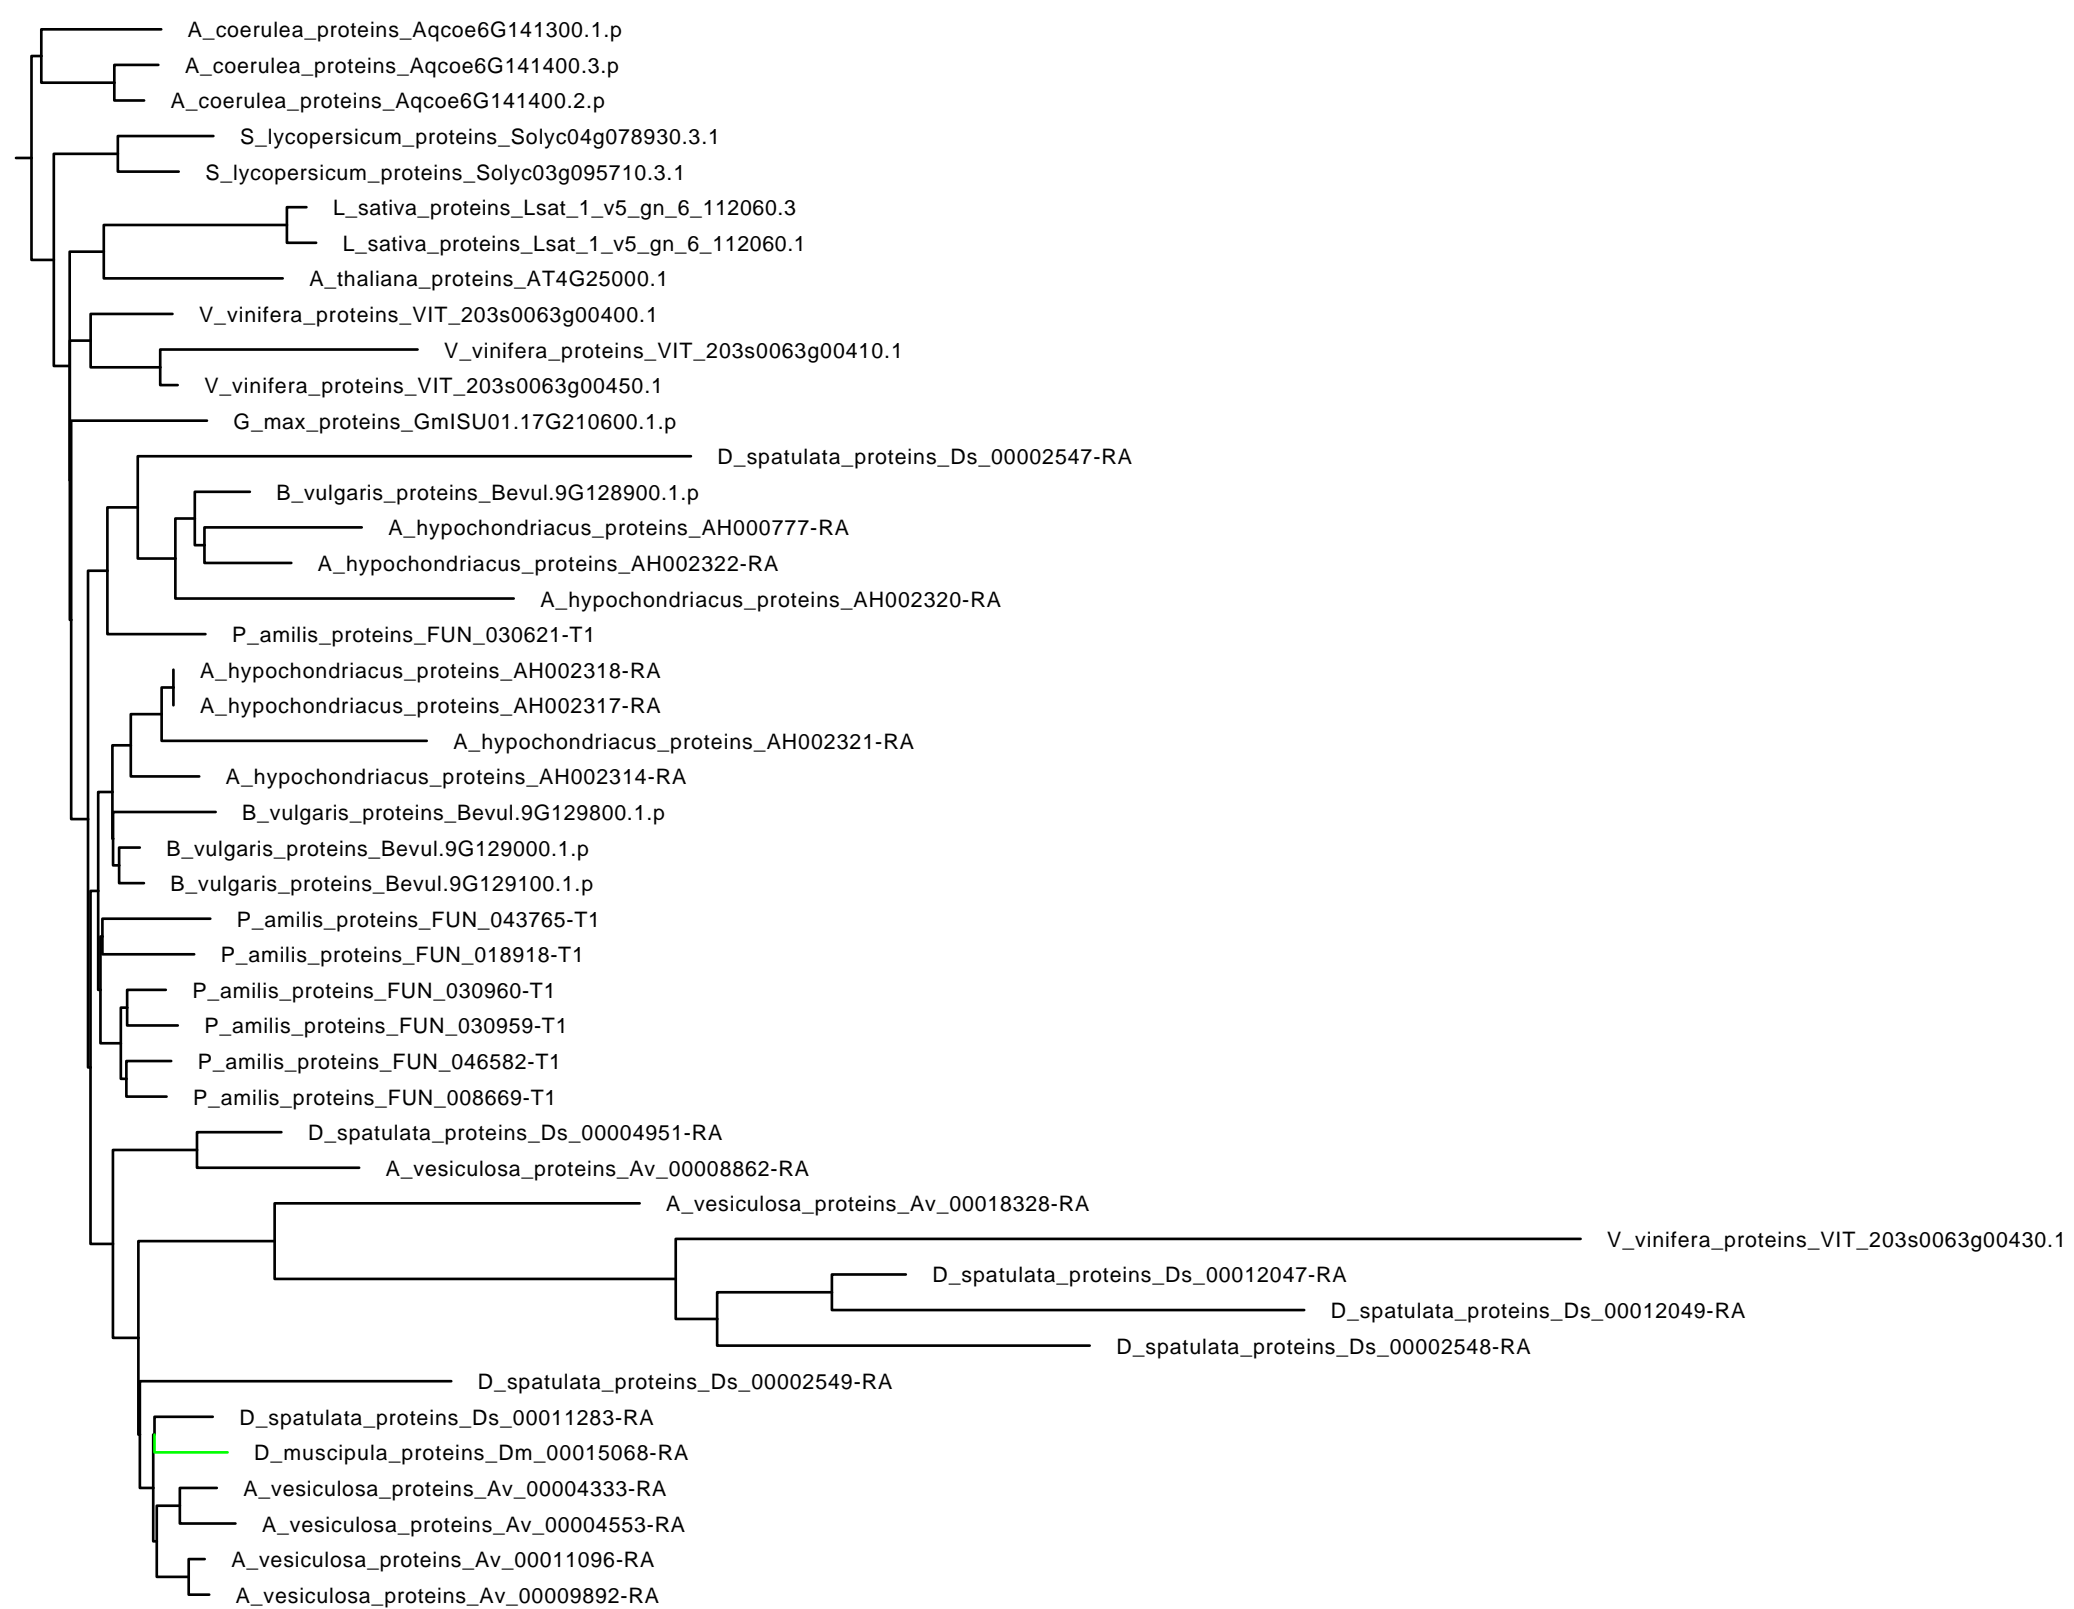 A_coerulea_proteins_Aqcoe6G141300.1.p
A_coerulea_proteins_Aqcoe6G141400.3.p
A_coerulea_proteins_Aqcoe6G141400.2.p
S_lycopersicum_proteins_Solyc04g078930.3.1
S_lycopersicum_proteins_Solyc03g095710.3.1
L_sativa_proteins_Lsat_1_v5_gn_6_112060.3
L_sativa_proteins_Lsat_1_v5_gn_6_112060.1
A_thaliana_proteins_AT4G25000.1
V_vinifera_proteins_VIT_203s0063g00400.1
V_vinifera_proteins_VIT_203s0063g00410.1
V_vinifera_proteins_VIT_203s0063g00450.1
G_max_proteins_GmISU01.17G210600.1.p
D_spatulata_proteins_Ds_00002547-RA
B_vulgaris_proteins_Bevul.9G128900.1.p
A_hypochondriacus_proteins_AH000777-RA
A_hypochondriacus_proteins_AH002322-RA
A_hypochondriacus_proteins_AH002320-RA
P_amilis_proteins_FUN_030621-T1
A_hypochondriacus_proteins_AH002318-RA
A_hypochondriacus_proteins_AH002317-RA
A_hypochondriacus_proteins_AH002321-RA
A_hypochondriacus_proteins_AH002314-RA
B_vulgaris_proteins_Bevul.9G129800.1.p
B_vulgaris_proteins_Bevul.9G129000.1.p
B_vulgaris_proteins_Bevul.9G129100.1.p
P_amilis_proteins_FUN_043765-T1
P_amilis_proteins_FUN_018918-T1
P_amilis_proteins_FUN_030960-T1
P_amilis_proteins_FUN_030959-T1
P_amilis_proteins_FUN_046582-T1
P_amilis_proteins_FUN_008669-T1
D_spatulata_proteins_Ds_00004951-RA
A_vesiculosa_proteins_Av_00008862-RA
A_vesiculosa_proteins_Av_00018328-RA
V_vinifera_proteins_VIT_203s0063g00430.1
D_spatulata_proteins_Ds_00012047-RA
D_spatulata_proteins_Ds_00012049-RA
D_spatulata_proteins_Ds_00002548-RA
D_spatulata_proteins_Ds_00002549-RA
D_spatulata_proteins_Ds_00011283-RA
D_muscipula_proteins_Dm_00015068-RA
A_vesiculosa_proteins_Av_00004333-RA
A_vesiculosa_proteins_Av_00004553-RA
A_vesiculosa_proteins_Av_00011096-RA
A_vesiculosa_proteins_Av_00009892-RA